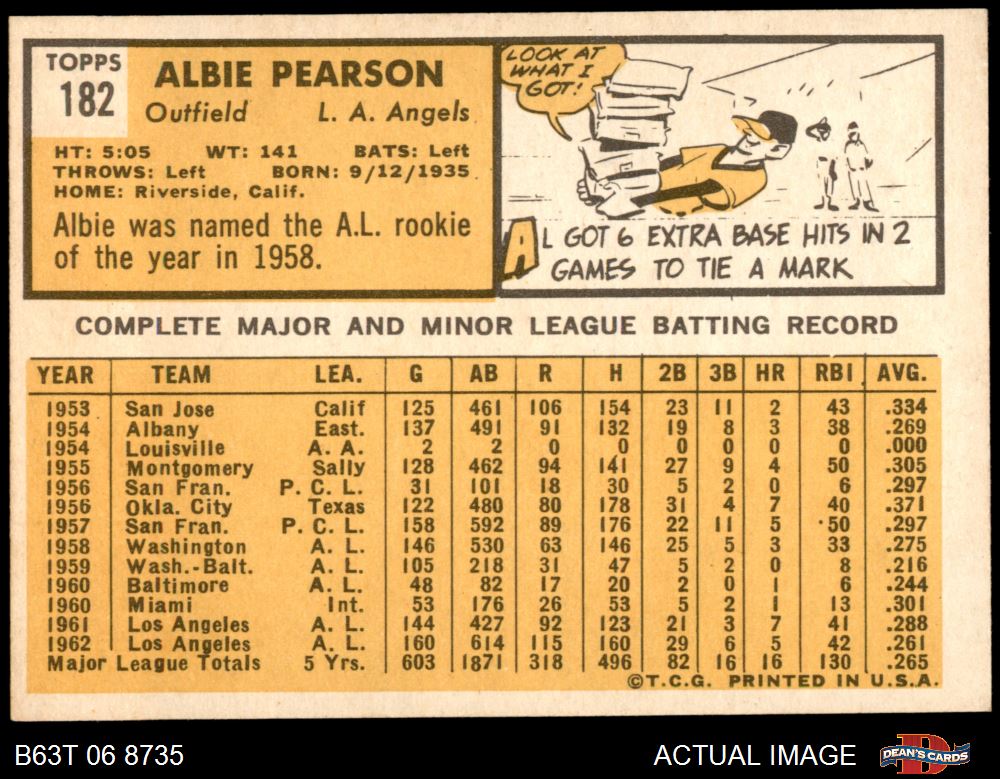 TOPPS
182
ALBIE PEARSON
Outfield L. A. Angels
HT: 5:05 WT: 141 BATS: Left
THROWS: Left BORN: 9/12/1935
HOME: Riverside, Calif.
Albie was named the A.L. rookie
of the year in 1958.
LOOK AT
WHAT I
GOT!
AL GOT 6 EXTRA BASE HITS IN 2
GAMES TO TIE A MARK
COMPLETE MAJOR AND MINOR LEAGUE BATTING RECORD
YEAR TEAM LEA. G AB R H 2B 3B HR RBI AVG.
1953 San Jose Calif 125 461 106 154 23 11 2 43 .334
1954 Albany East. 137 491 91 132 19 8 3 38 .269
1954 Louisville A. A. 2 2 0 0 0 0 0 0 .000
1955 Montgomery Sally 128 462 94 141 27 9 4 50 .305
1956 San Fran. P. C. L. 31 101 18 30 5 2 0 6 .297
1956 Okla. City Texas 122 480 80 178 31 4 7 40 .371
1957 San Fran. P. C. L. 158 592 89 176 22 11 5 50 .297
1958 Washington A. L. 146 530 63 146 25 5 3 33 .275
1959 Wash.-Balt. A. L. 105 218 31 47 5 2 0 8 .216
1960 Baltimore A. L. 48 82 17 20 2 0 1 6 .244
1960 Miami Int. 53 176 26 53 5 2 1 13 .301
1961 Los Angeles A. L. 144 427 92 123 21 3 7 41 .288
1962 Los Angeles A. L. 160 614 115 160 29 6 5 42 .261
Major League Totals 5 Yrs. 603 1871 318 496 82 16 16 130 .265
©T.C.G. PRINTED IN U.S.A.
B63T 06 8735 ACTUAL IMAGE DEAN'S CARDS